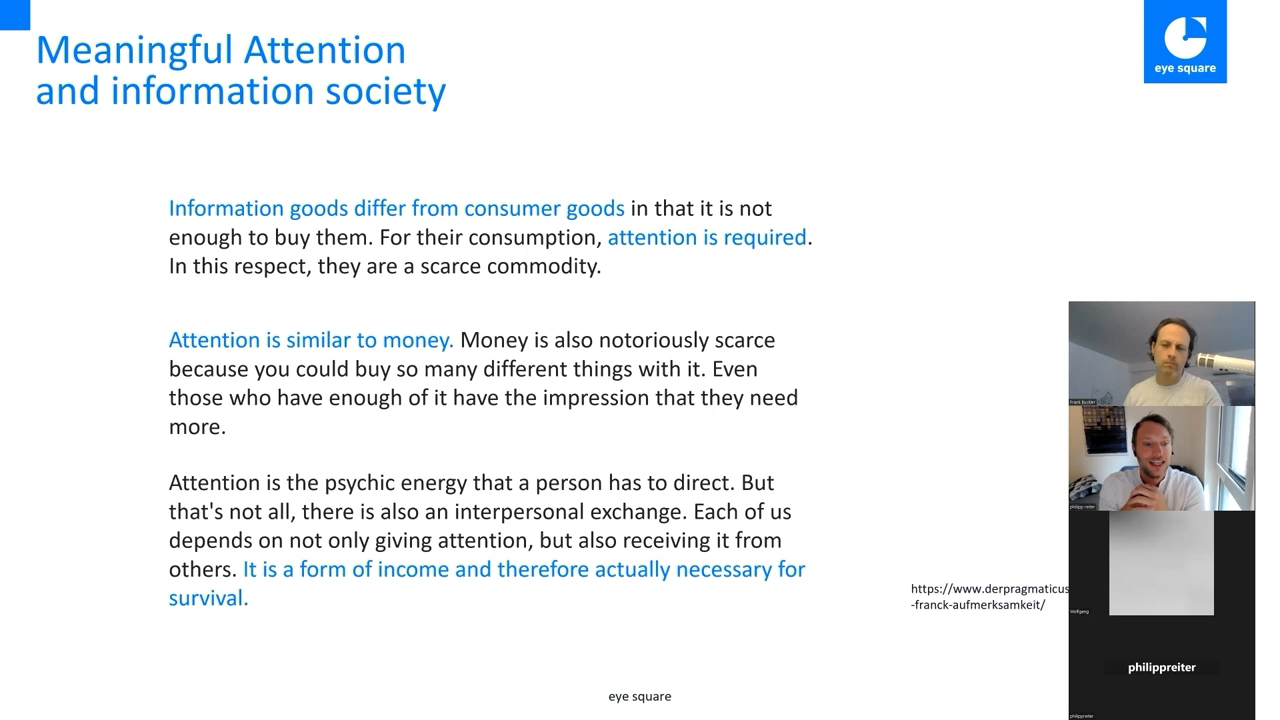 Meaningful Attention
and information society
eye square
Information goods differ from consumer goods in that it is not
enough to buy them. For their consumption, attention is required.
In this respect, they are a scarce commodity.
Attention is similar to money. Money is also notoriously scarce
because you could buy so many different things with it. Even
those who have enough of it have the impression that they need
more.
Attention is the psychic energy that a person has to direct. But
that's not all, there is also an interpersonal exchange. Each of us
depends on not only giving attention, but also receiving it from
others. It is a form of income and therefore actually necessary for
survival.
https://www.derpragmaticus
-franck-aufmerksamkeit/
eye square
Frank Buckler
philipp reiter
Wolfgang
philippreiter
philippreiter